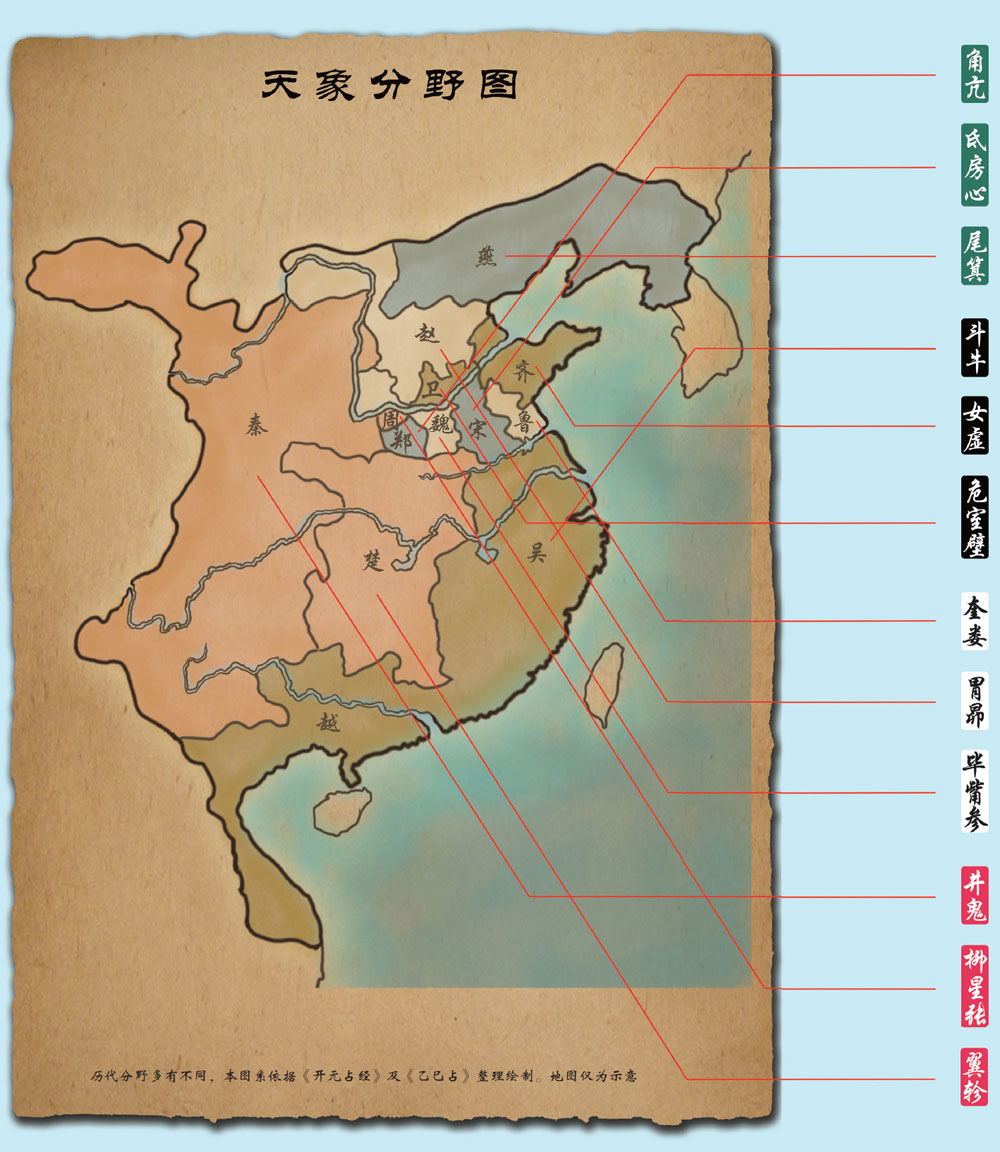 天象分野图
燕
赵
齐
卫
周
郑
魏
宋
鲁
秦
楚
吴
越
历代分野多有不同，本图系依据《开元占经》及《乙巳占》整理绘制。地图仅为示意
角亢
氐房心
尾箕
斗牛
女虚
危室壁
奎娄
胃昴
毕觜参
井鬼
柳星张
翼轸